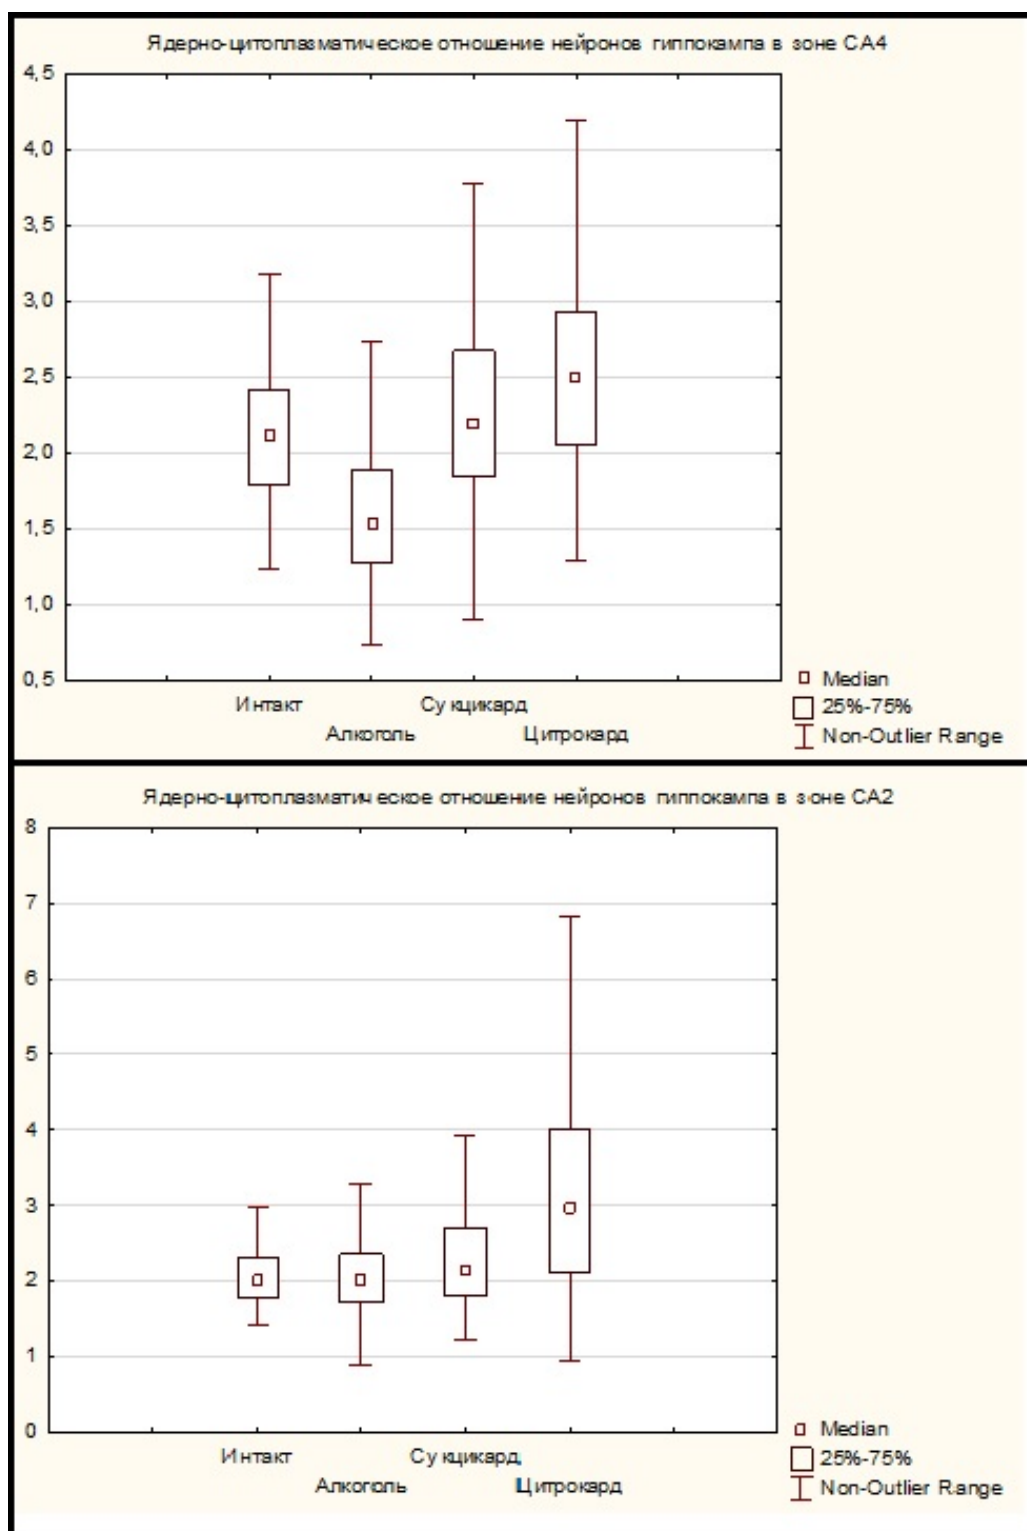 Ядерно-цитоплазматическое отношение нейронов гиппокампа в зоне СА4
4,5
4,0
3,5
3,0
2,5
2,0
1,5
1,0
0,5
Интакт
Сукцикард
Алкоголь
Цитрокард
Median
25%-75%
Non-Outlier Range
Ядерно-цитоплазматическое отношение нейронов гиппокампа в зоне СА2
8
7
6
5
4
3
2
1
0
Интакт
Сукцикард
Алкоголь
Цитрокард
Median
25%-75%
Non-Outlier Range